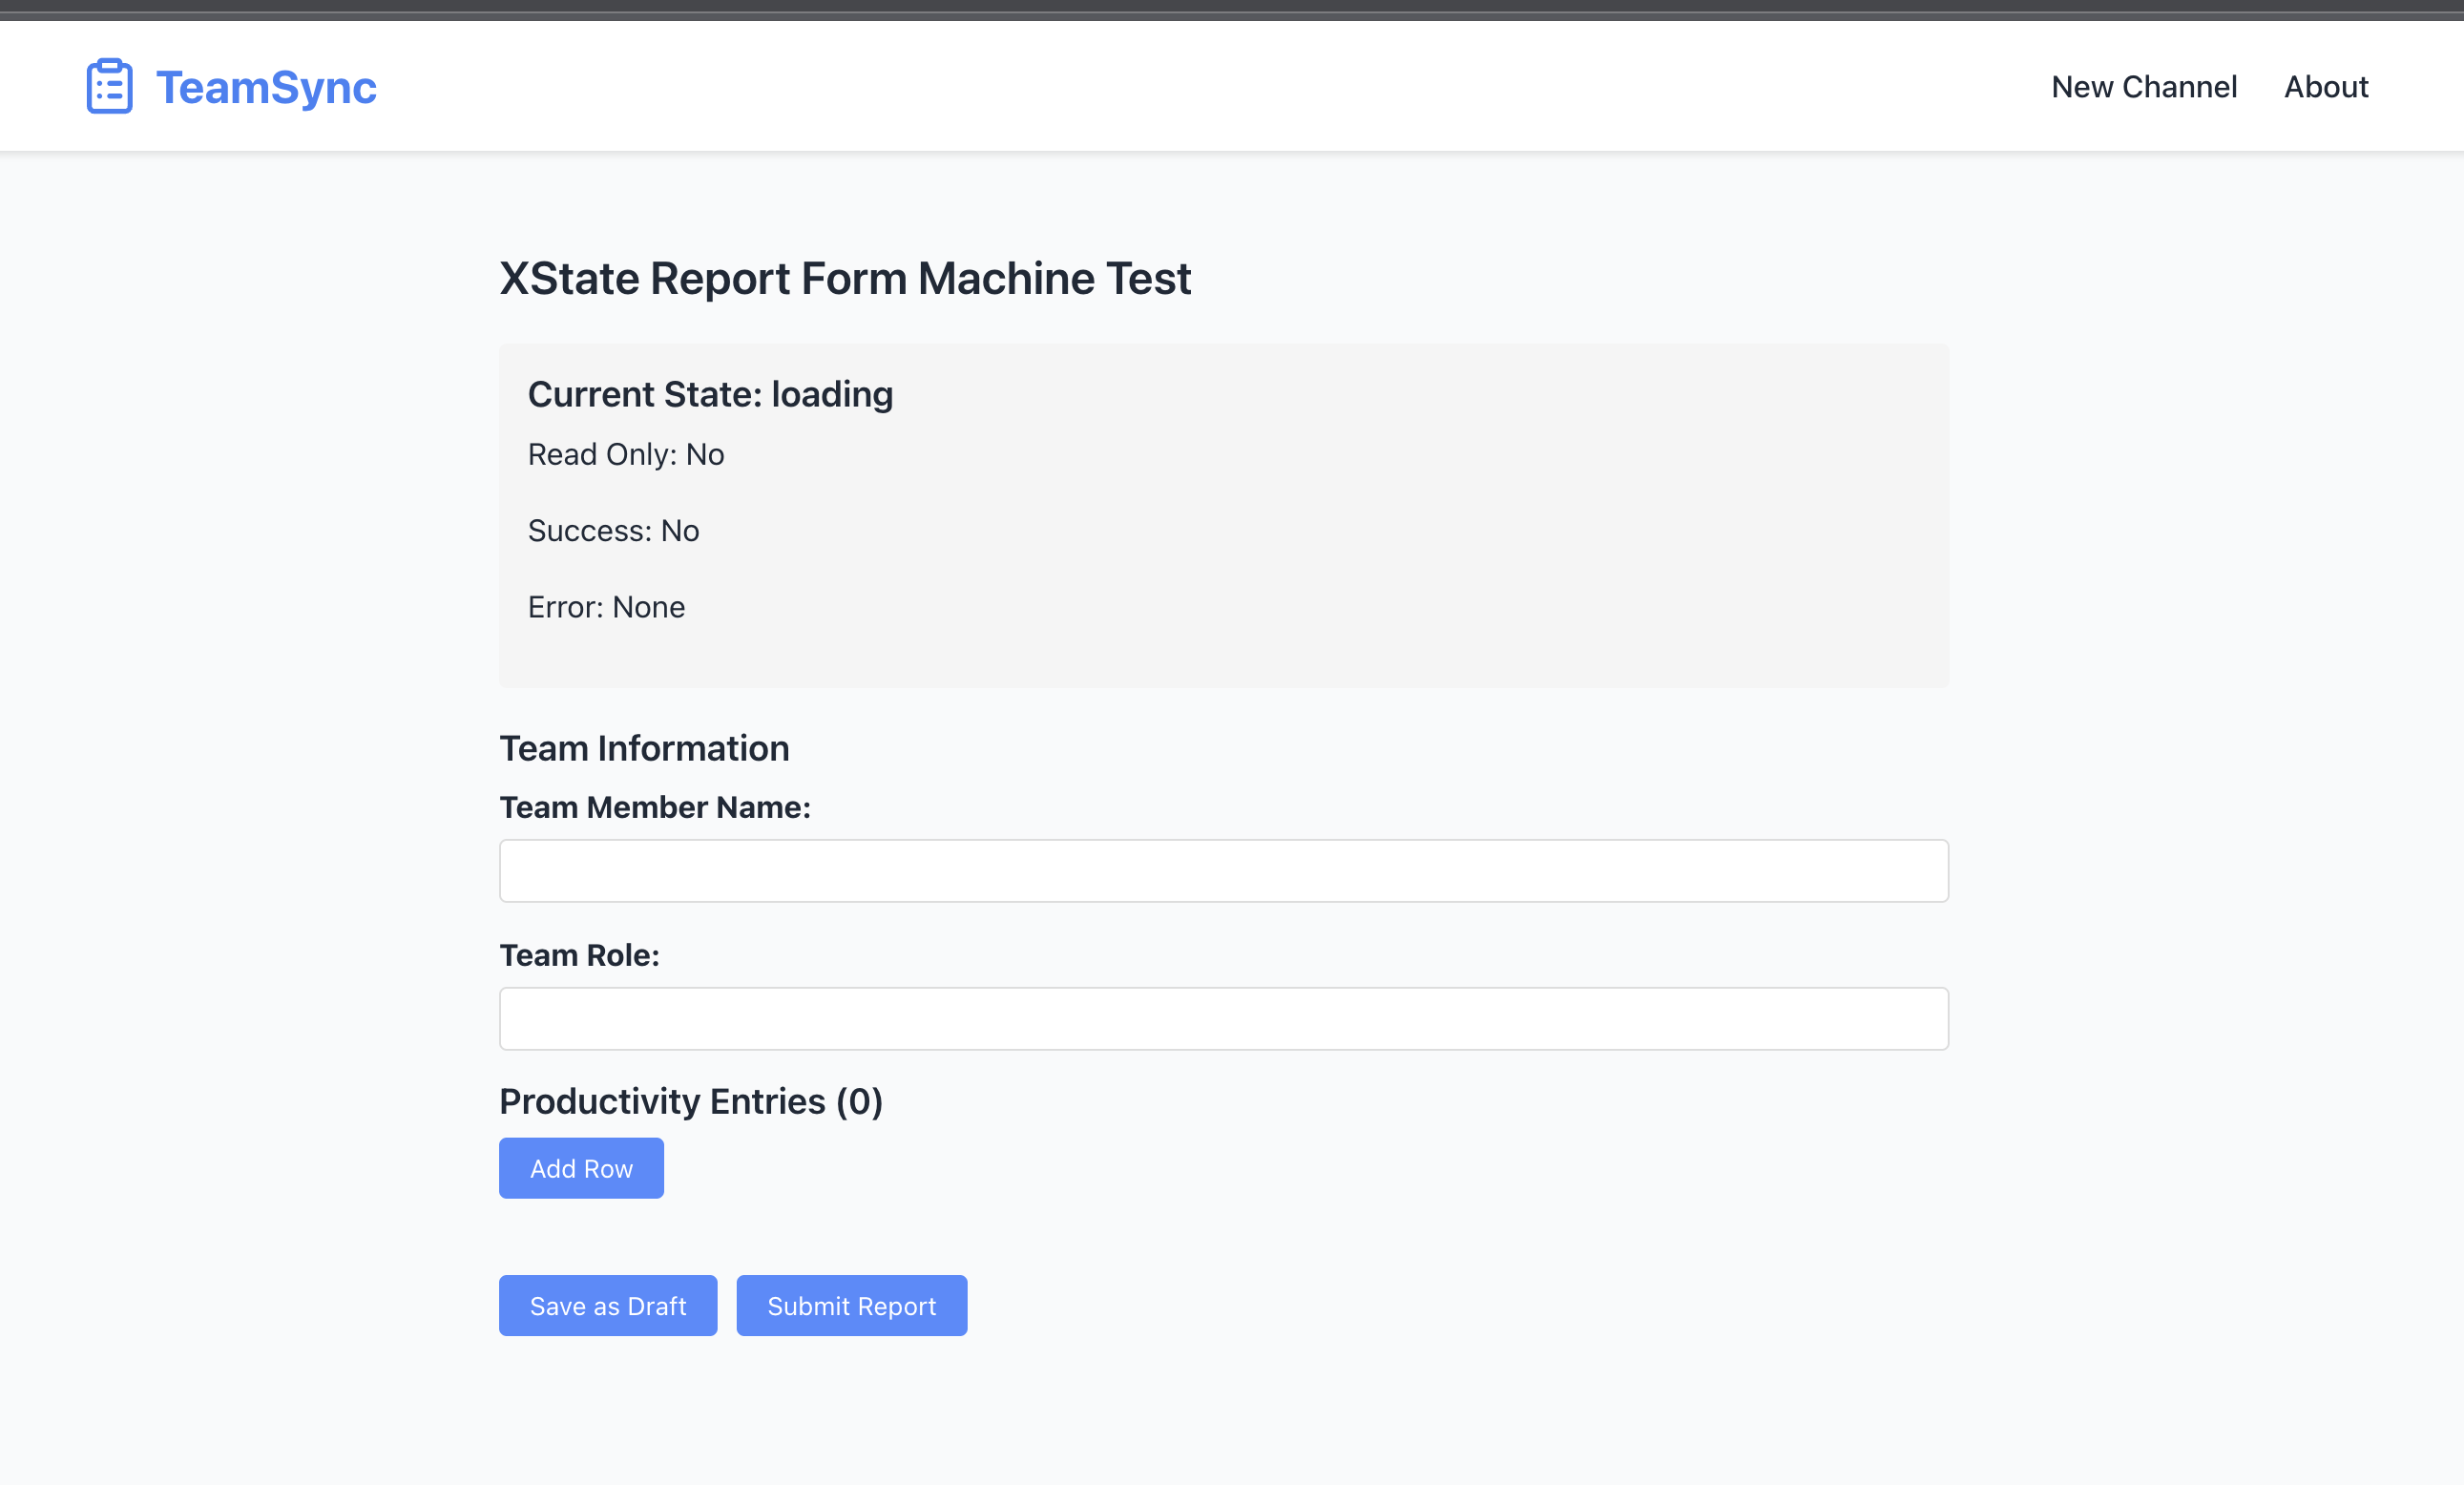 TeamSync
New Channel
About
XState Report Form Machine Test
Current State: loading
Read Only: No
Success: No
Error: None
Team Information
Team Member Name:
Team Role:
Productivity Entries (0)
Add Row
Save as Draft
Submit Report